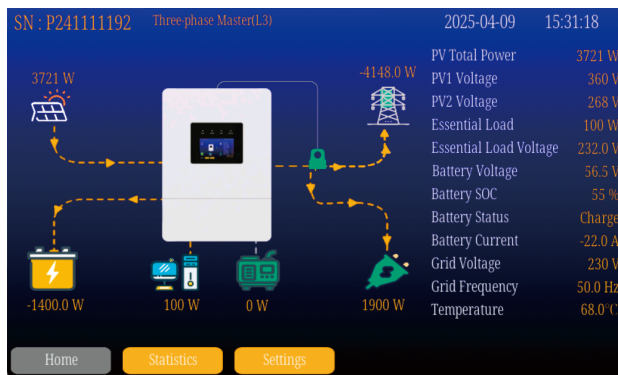 SN : P241111192 Three-phase Master(L3) 2025-04-09 15:31:18
3721 W
-4148.0 W
-1400.0 W
100 W
0 W
1900 W
PV Total Power 3721 W
PV1 Voltage 360 V
PV2 Voltage 268 V
Essential Load 100 W
Essential Load Voltage 232.0 V
Battery Voltage 56.5 V
Battery SOC 55 %
Battery Status Charge
Battery Current -22.0 A
Grid Voltage 230 V
Grid Frequency 50.0 Hz
Temperature 68.0°C
Home Statistics Settings